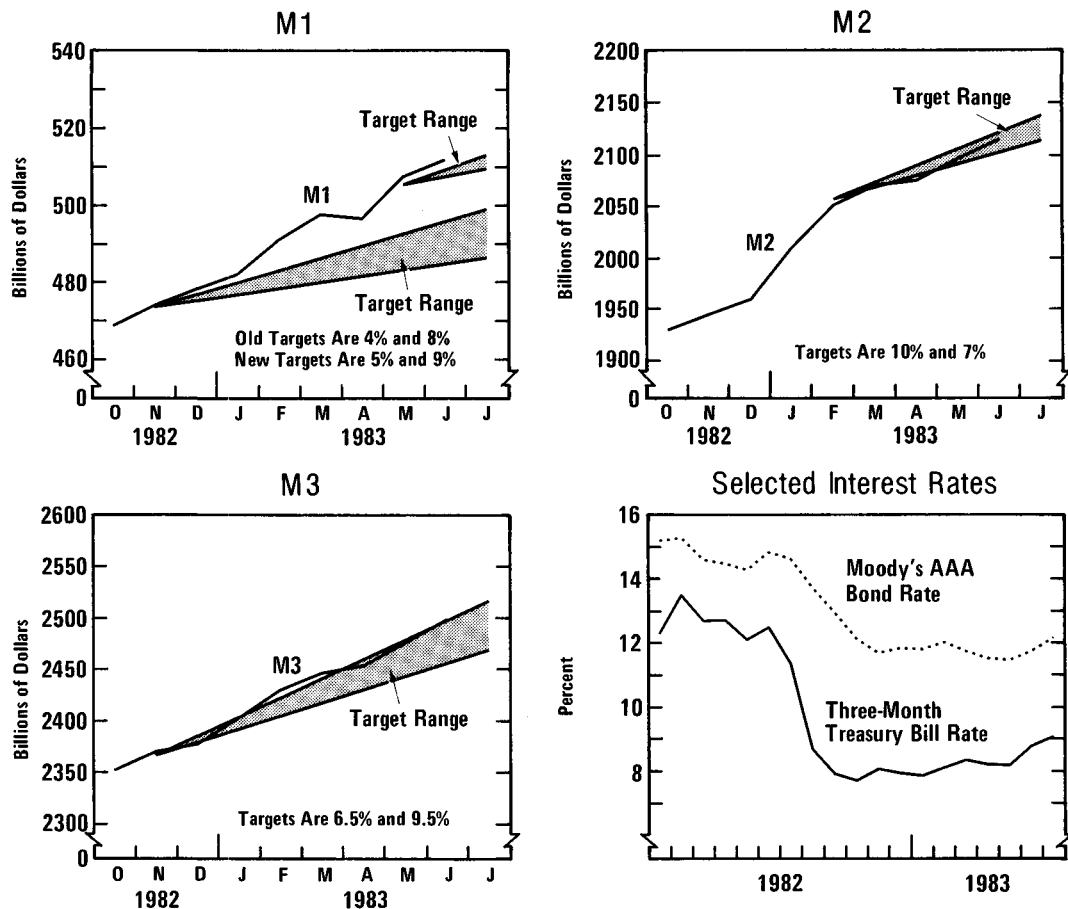 M1
540
520
500
480
460
0
Billions of Dollars
Target Range
M1
Target Range
Old Targets Are 4% and 8%
New Targets Are 5% and 9%
O N D J F M A M J J
1982 1983
M2
2200
2150
2100
2050
2000
1950
1900
0
Billions of Dollars
Target Range
M2
Targets Are 10% and 7%
O N D J F M A M J J
1982 1983
M3
2600
2500
2450
2400
2350
2300
0
Billions of Dollars
M3
Target Range
Targets Are 6.5% and 9.5%
O N D J F M A M J J
1982 1983
Selected Interest Rates
16
14
12
10
8
Percent
Moody's AAA
Bond Rate
Three-Month
Treasury Bill Rate
1982 1983